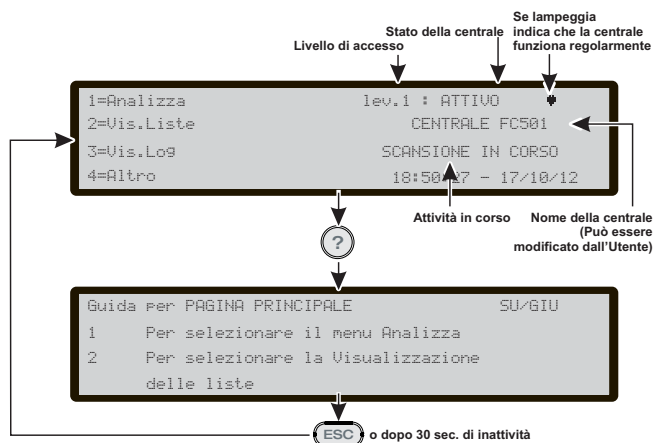 Se lampeggia
indica che la centrale
funziona regolarmente
Stato della centrale
Livello di accesso
1=Analizza lev.1 : ATTIVO
2=Vis.Liste CENTRALE FC501
3=Vis.Log SCANSIONE IN CORSO
4=Altro 18:50:27 - 17/10/12
Attività in corso
Nome della centrale
(Può essere
modificato dall'Utente)
?
Guida per PAGINA PRINCIPALE SU/GIU
1 Per selezionare il menu Analizza
2 Per selezionare la Visualizzazione
delle liste
ESC o dopo 30 sec. di inattività